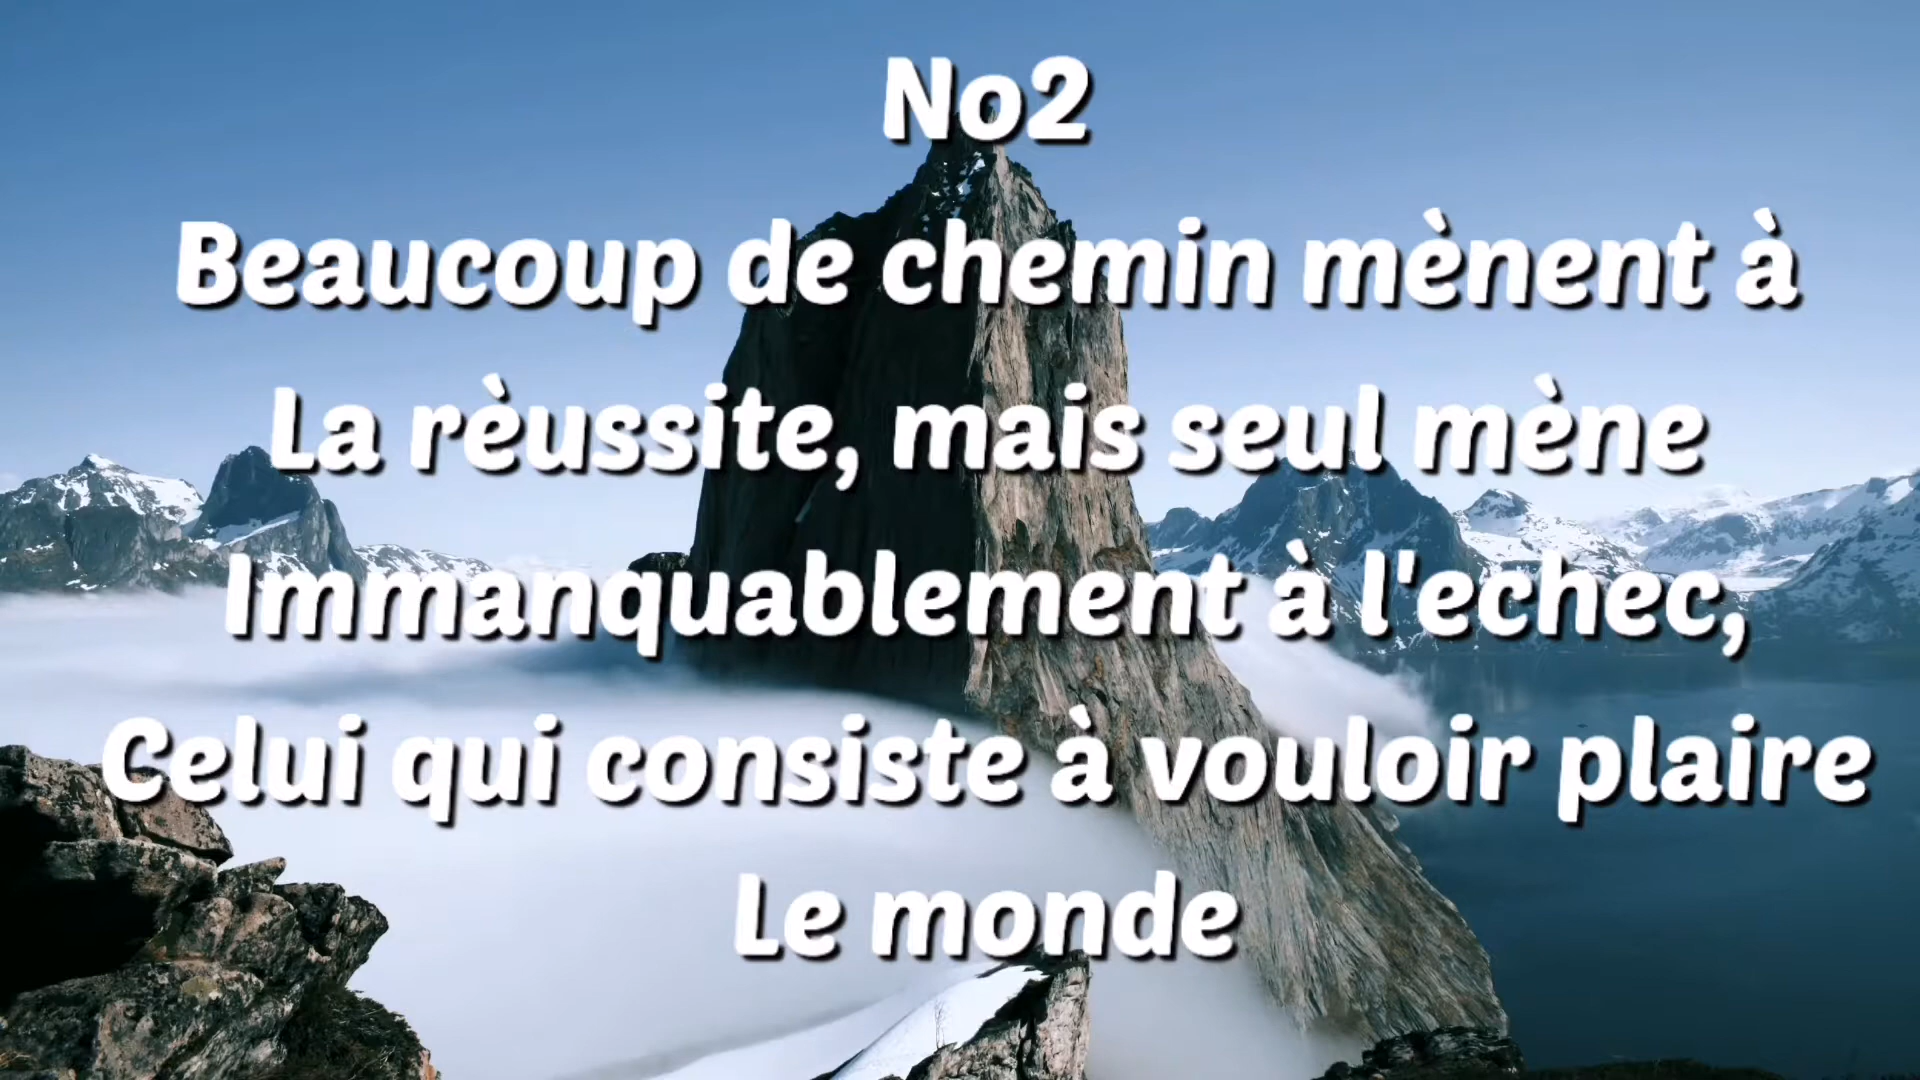 No2
Beaucoup de chemin mènent à
La rèussite, mais seul mène
Immanquablement à l'echec,
Celui qui consiste à vouloir plaire
Le monde